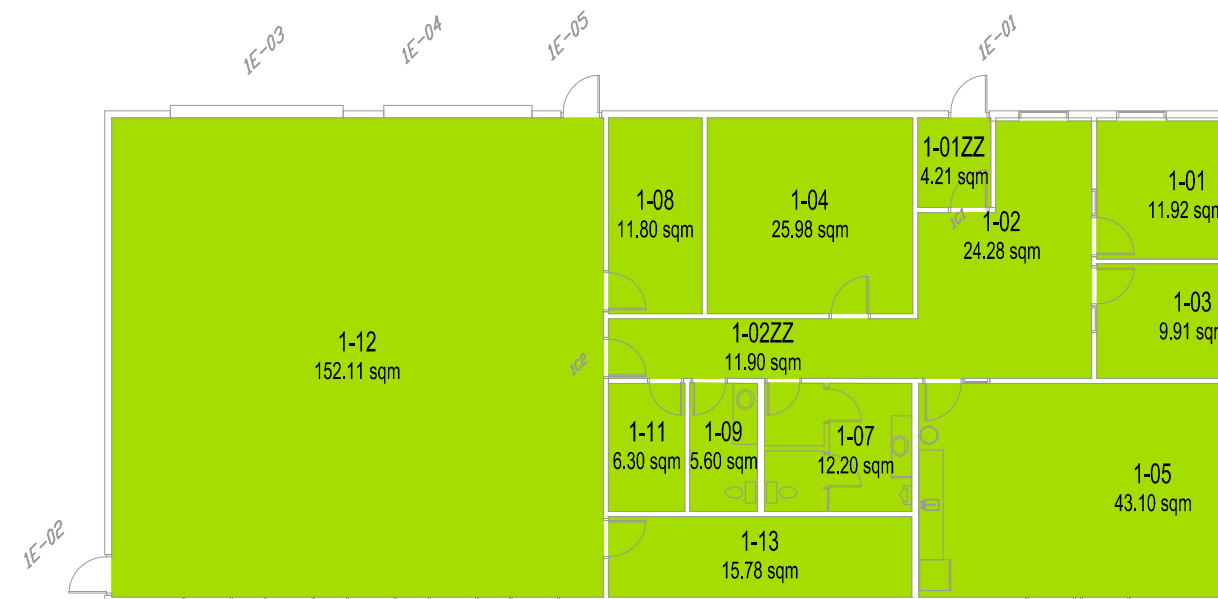 1E-03
1E-04
1E-05
1E-01
1-01ZZ
4.21 sqm
1-08
11.80 sqm
1-04
25.98 sqm
1-01
11.92 sqm
1C1
1-02
24.28 sqm
1-03
9.91 sqm
1-12
152.11 sqm
1-02ZZ
11.90 sqm
1C2
1-11
6.30 sqm
1-09
5.60 sqm
1-07
12.20 sqm
1-05
43.10 sqm
1E-02
1-13
15.78 sqm